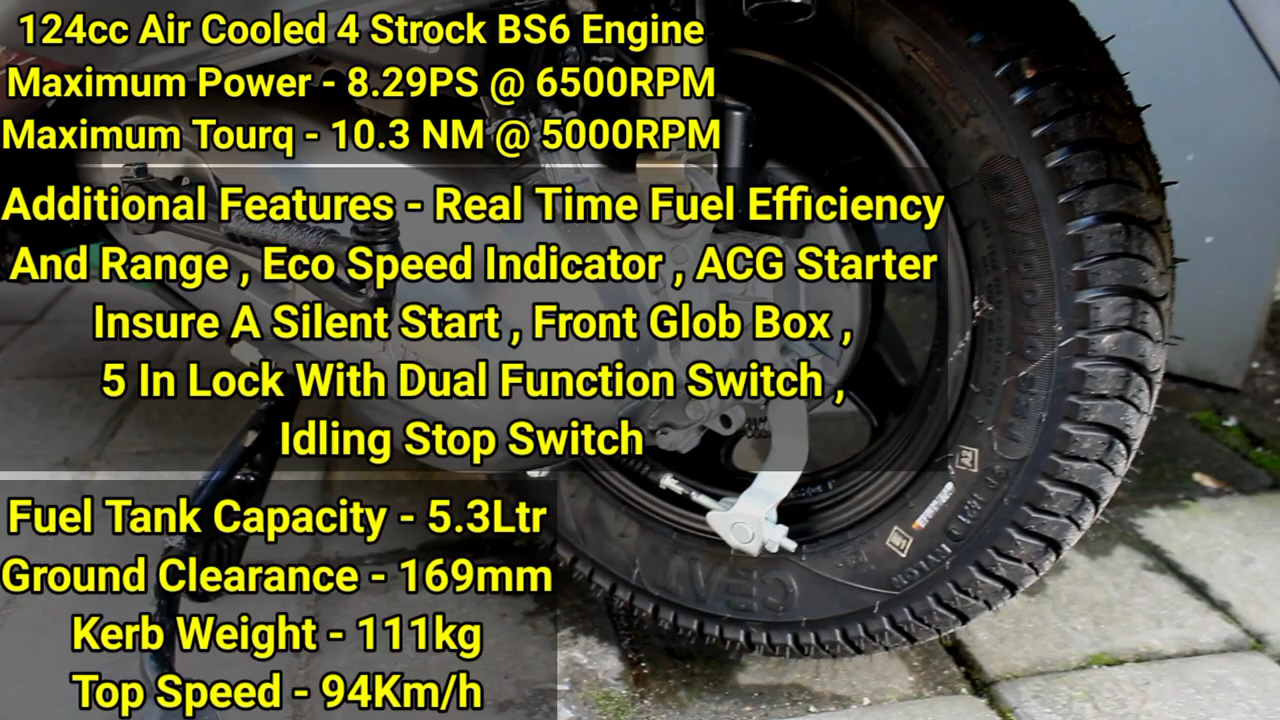 124cc Air Cooled 4 Strock BS6 Engine
Maximum Power - 8.29PS @ 6500RPM
Maximum Tourq - 10.3 NM @ 5000RPM
Additional Features - Real Time Fuel Efficiency
And Range , Eco Speed Indicator , ACG Starter
Insure A Silent Start , Front Glob Box ,
5 In Lock With Dual Function Switch ,
Idling Stop Switch
Fuel Tank Capacity - 5.3Ltr
Ground Clearance - 169mm
Kerb Weight - 111kg
Top Speed - 94Km/h
CEAT